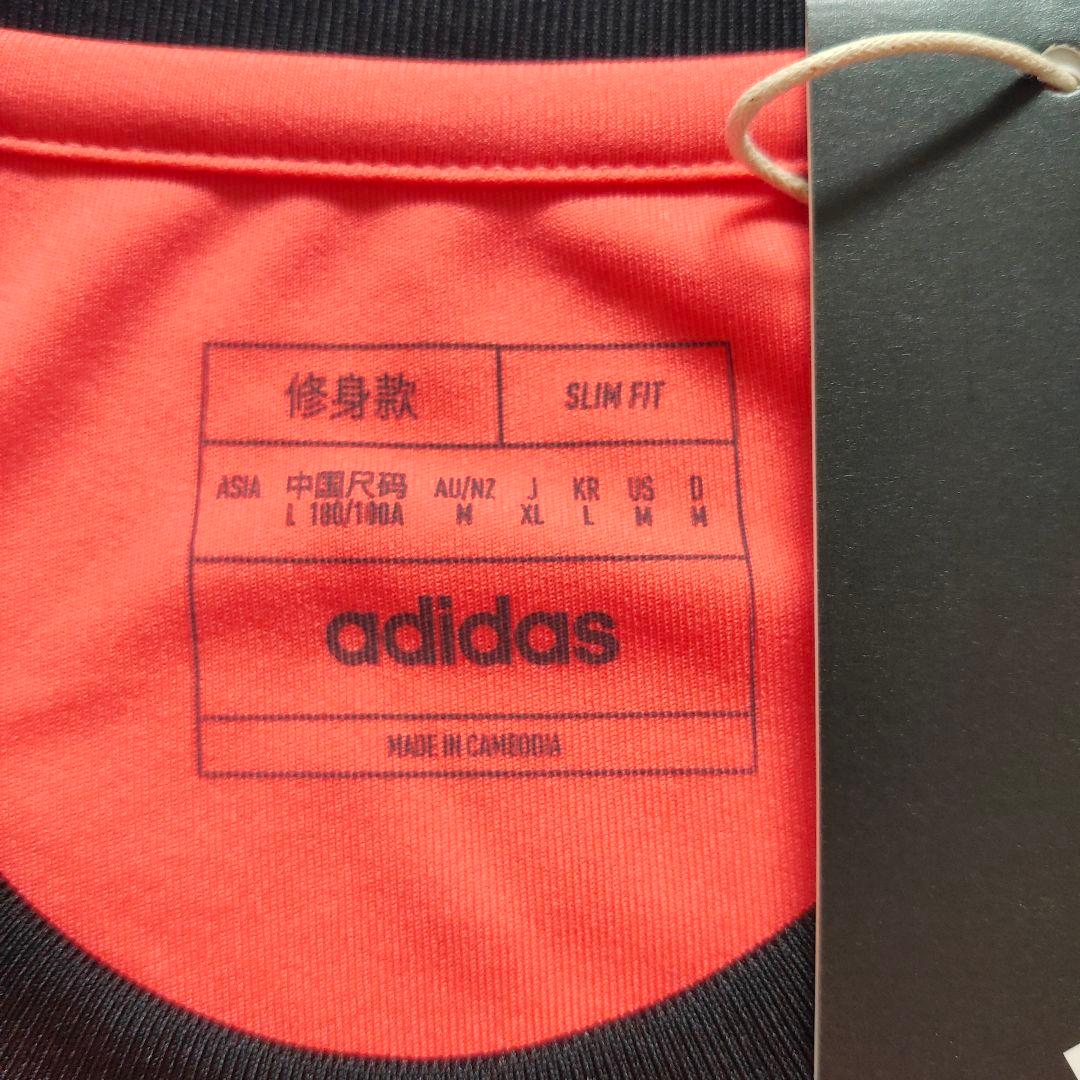 修身款 SLIM FIT
ASIA 中国尺码 AU/NZ J KR US D
L 180/100A M XL L M M
adidas
MADE IN CAMBODIA